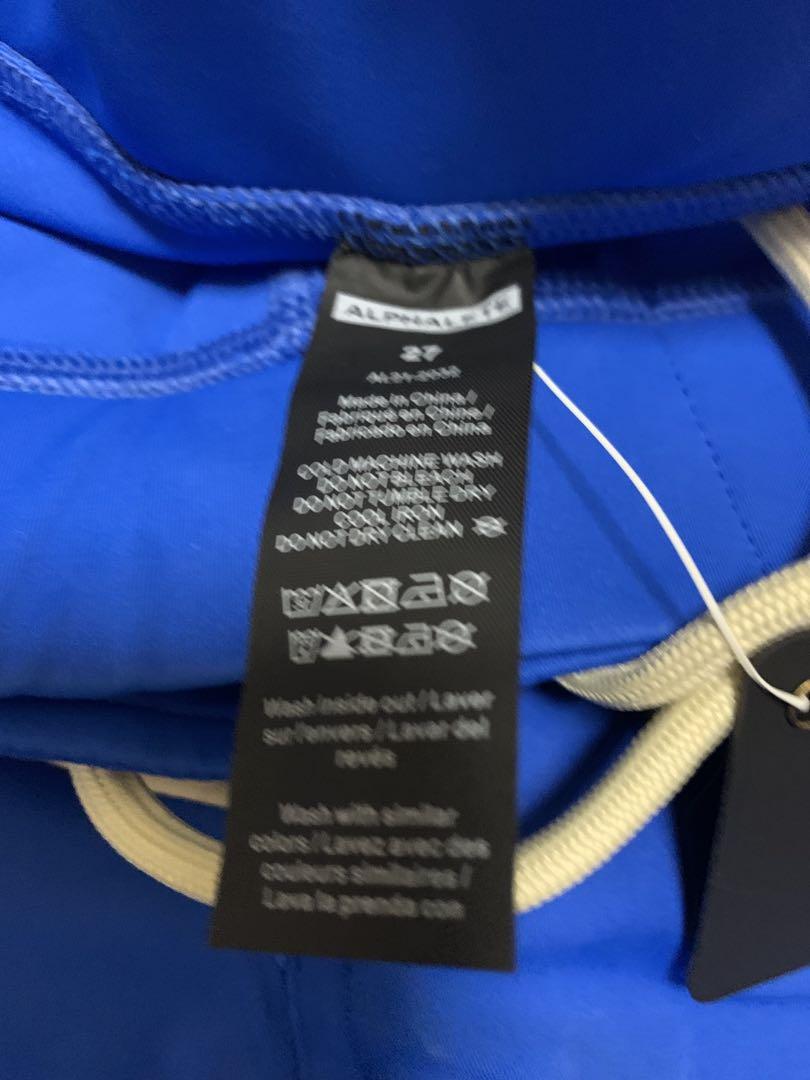 ALPHALETE
27
Made in China /
Fabriqué en China /
Fabricado en China
COLD MACHINE WASH
DO NOT BLEACH
DO NOT TUMBLE DRY
COOL IRON
DO NOT DRY CLEAN
Wash inside out / Laver
sur l'envers / Lavar del
revés
Wash with similar
colors / Lavez avec des
couleurs similaires /
Lava la prenda con